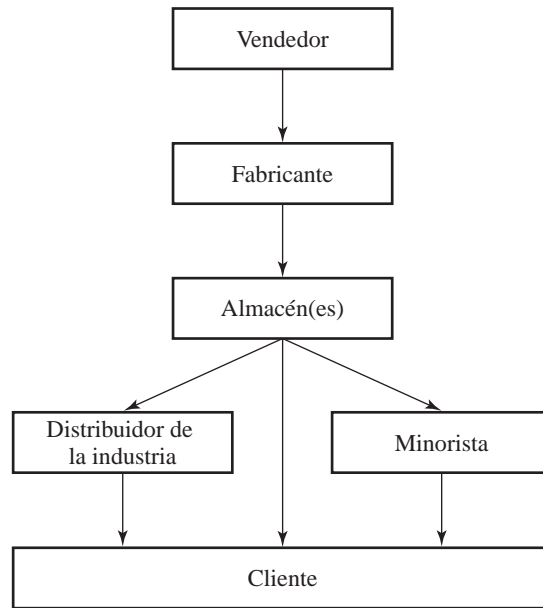 Vendedor
Fabricante
Almacén(es)
Distribuidor de
la industria
Minorista
Cliente